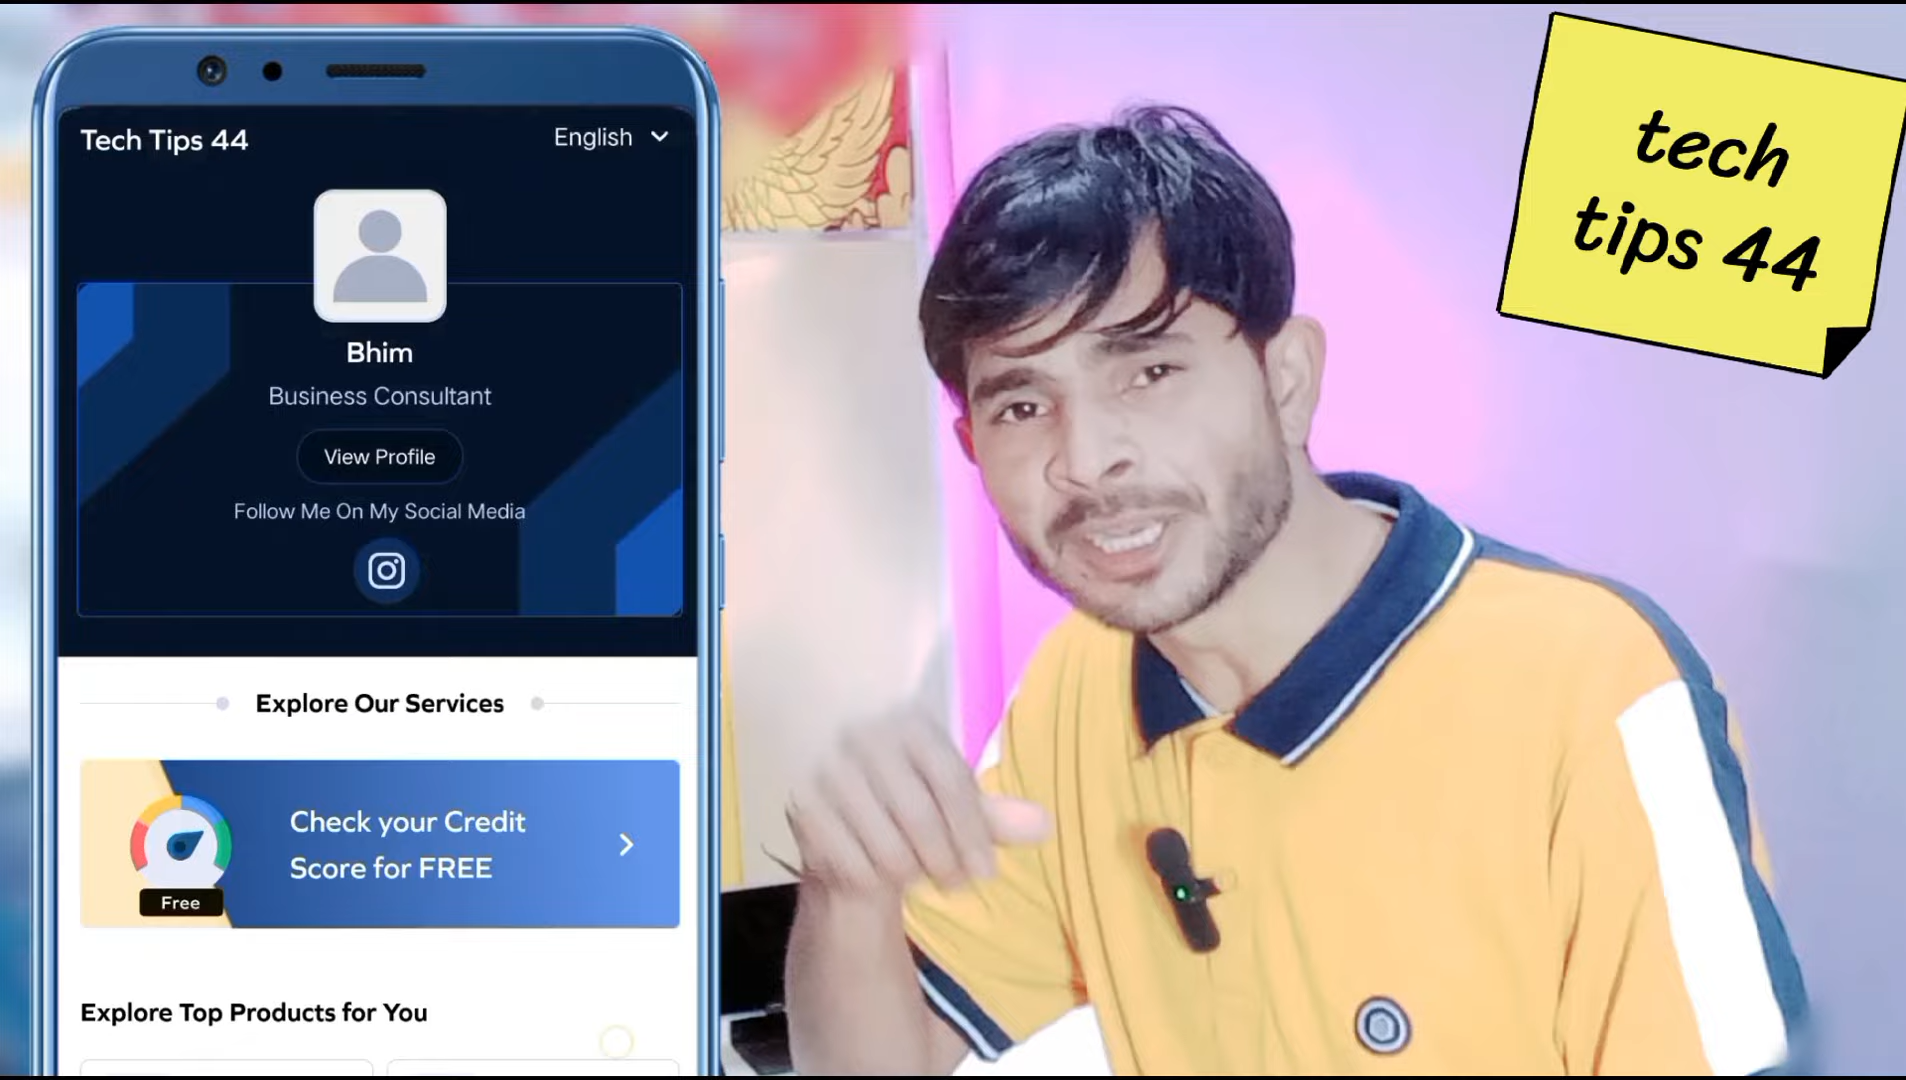 Tech Tips 44
English
Bhim
Business Consultant
View Profile
Follow Me On My Social Media
Explore Our Services
Check your Credit
Score for FREE
Free
Explore Top Products for You
tech
tips 44